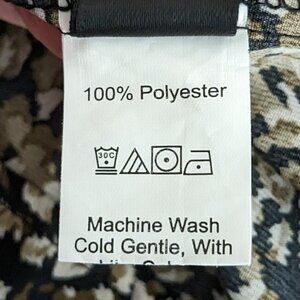 100% Polyester
30C
Machine Wash
Cold Gentle, With